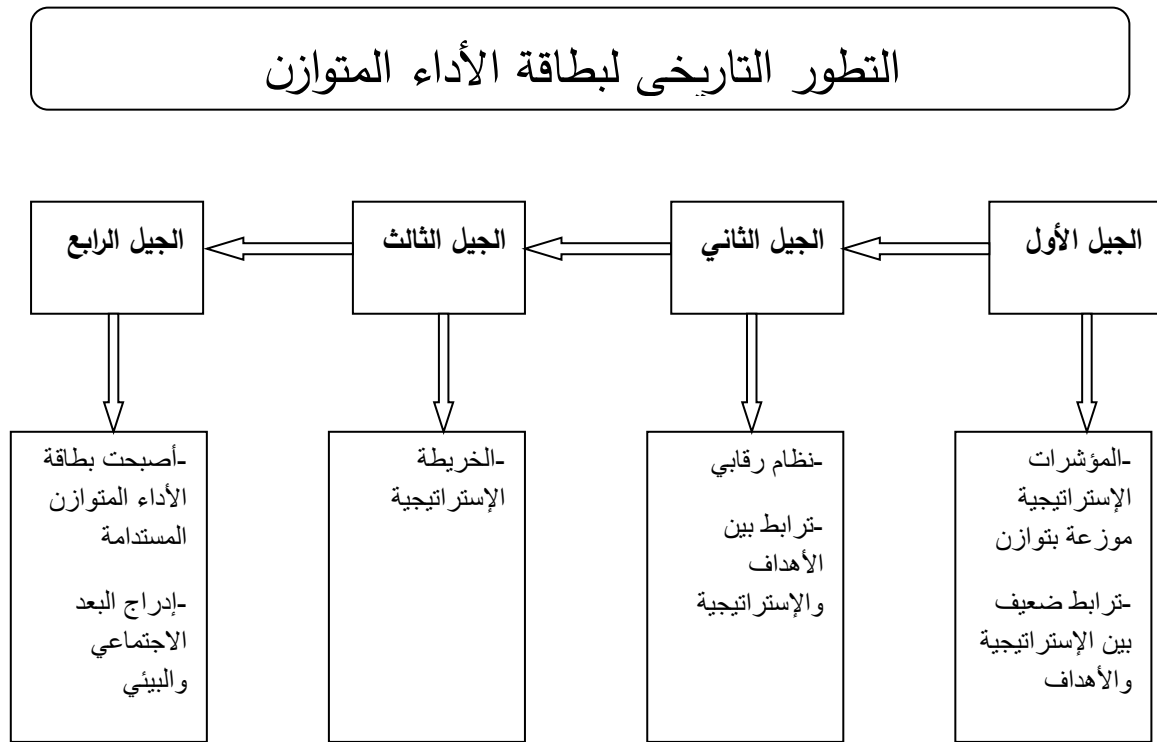 التطور التاريخى لبطاقة الأداء المتوازن
الجيل الأول
الجيل الثاني
الجيل الثالث
الجيل الرابع
-المؤشرات
الإستراتيجية
موزعة بتوازن
-ترابط ضعيف
بين الإستراتيجية
والأهداف
-نظام رقابي
-ترابط بين
الأهداف
والإستراتيجية
-الخريطة
الإستراتيجية
-أصبحت بطاقة
الأداء المتوازن
المستدامة
-إدراج البعد
الاجتماعي
والبيئي